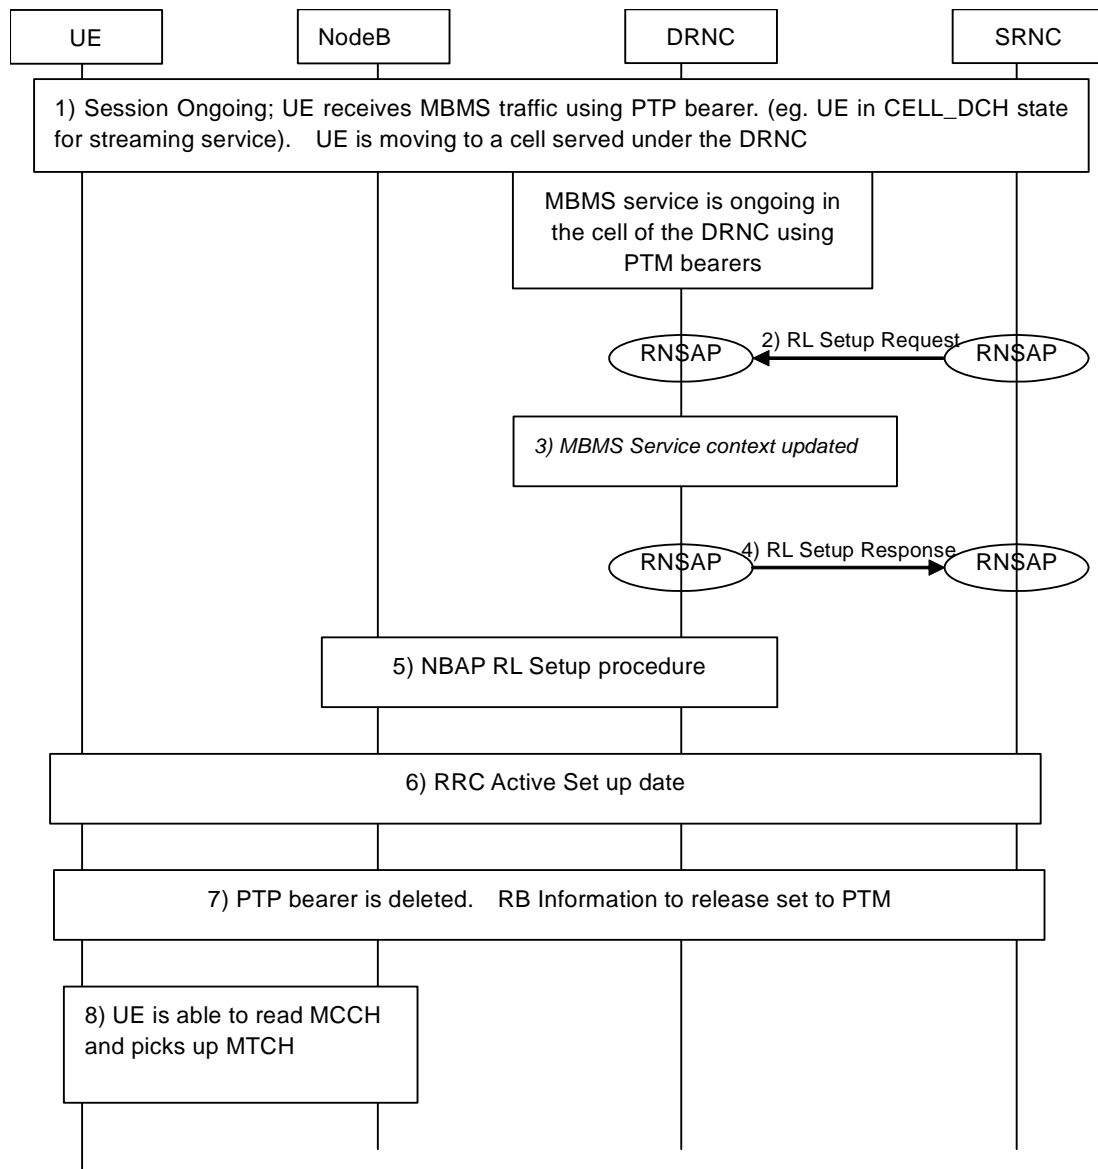 UE
NodeB
DRNC
SRNC
1) Session Ongoing; UE receives MBMS traffic using PTP bearer. (eg. UE in CELL_DCH state
for streaming service). UE is moving to a cell served under the DRNC
MBMS service is ongoing in
the cell of the DRNC using
PTM bearers
RNSAP
2) RL Setup Request
RNSAP
3) MBMS Service context updated
RNSAP
4) RL Setup Response
RNSAP
5) NBAP RL Setup procedure
6) RRC Active Set up date
7) PTP bearer is deleted. RB Information to release set to PTM
8) UE is able to read MCCH
and picks up MTCH